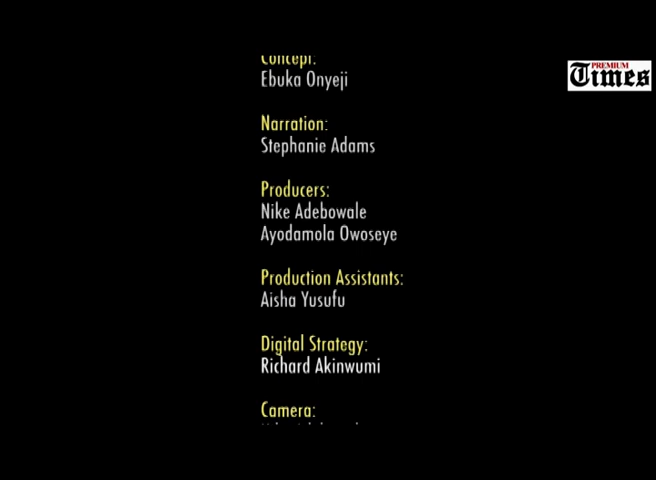 Concept:
Ebuka Onyeji
Narration:
Stephanie Adams
Producers:
Nike Adebowale
Ayodamola Owoseye
Production Assistants:
Aisha Yusufu
Digital Strategy:
Richard Akinwumi
Camera:
PREMIUM
Times